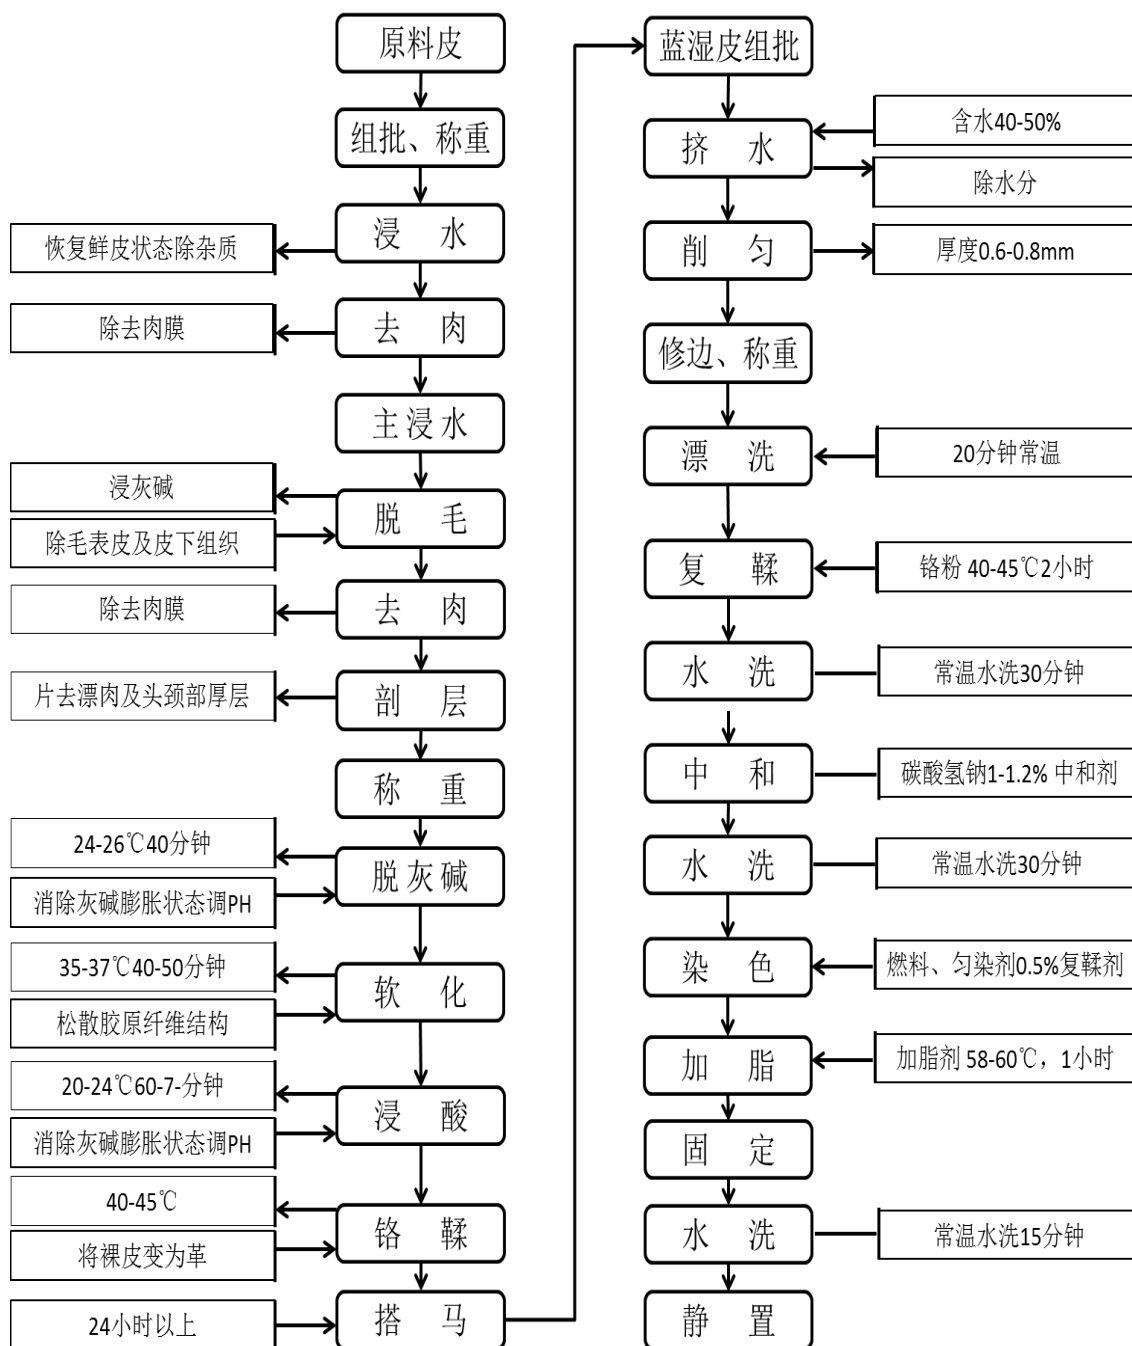 原料皮
组批、称重
浸 水
恢复鲜皮状态除杂质
去 肉
除去肉膜
主浸水
浸灰碱
脱 毛
除毛表皮及皮下组织
去 肉
除去肉膜
剖 层
片去漂肉及头颈部厚层
称 重
24-26℃40分钟
脱灰碱
消除灰碱膨胀状态调PH
35-37℃40-50分钟
软 化
松散胶原纤维结构
20-24℃60-7-分钟
浸 酸
消除灰碱膨胀状态调PH
40-45℃
铬 鞣
将裸皮变为革
搭 马
24小时以上
蓝湿皮组批
含水40-50%
挤 水
除水分
削 匀
厚度0.6-0.8mm
修边、称重
漂 洗
20分钟常温
复 鞣
铬粉 40-45℃2小时
水 洗
常温水洗30分钟
中 和
碳酸氢钠1-1.2% 中和剂
水 洗
常温水洗30分钟
染 色
燃料、匀染剂0.5%复鞣剂
加 脂
加脂剂 58-60℃，1小时
固 定
水 洗
常温水洗15分钟
静 置